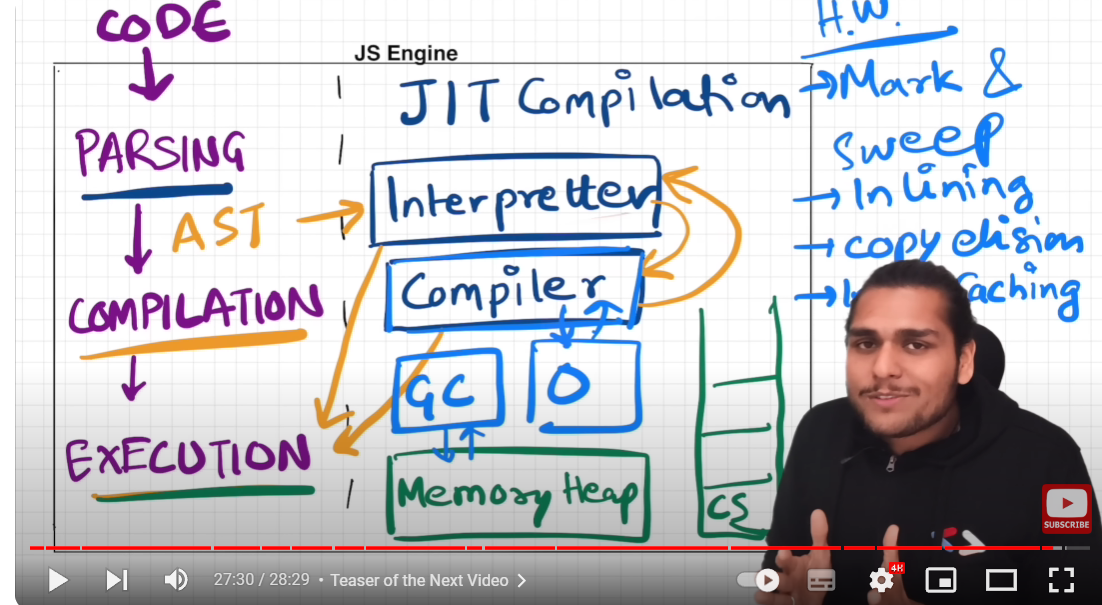 CODE
JS Engine
H.W.
JIT Compilation
→ Mark &
Sweep
PARSING
Interpretter
→ Inlining
AST
→ copy elision
Compiler
→ Caching
COMPILATION
GC
O
EXECUTION
Memory Heap
CS
SUBSCRIBE
27:30 / 28:29 • Teaser of the Next Video
4K